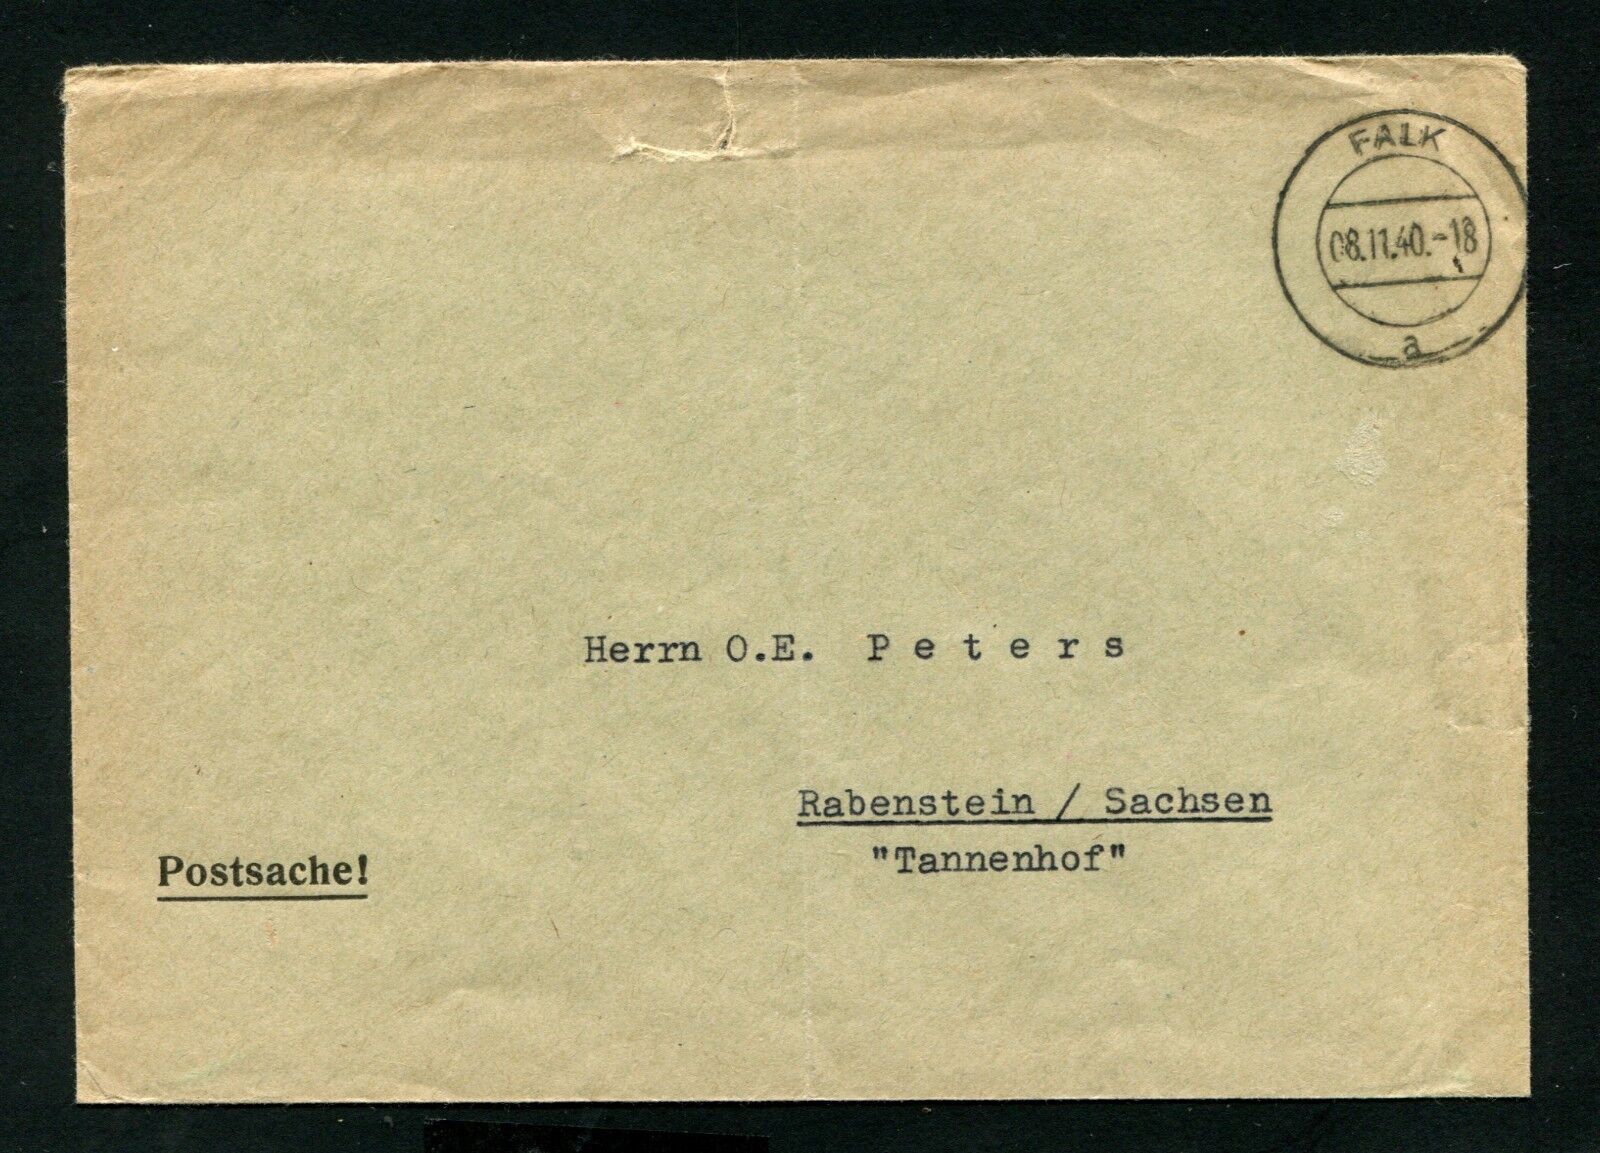 FALK
08.11.40.-18
a
Herrn O.E. Peters
Rabenstein / Sachsen
"Tannenhof"
Postsache!